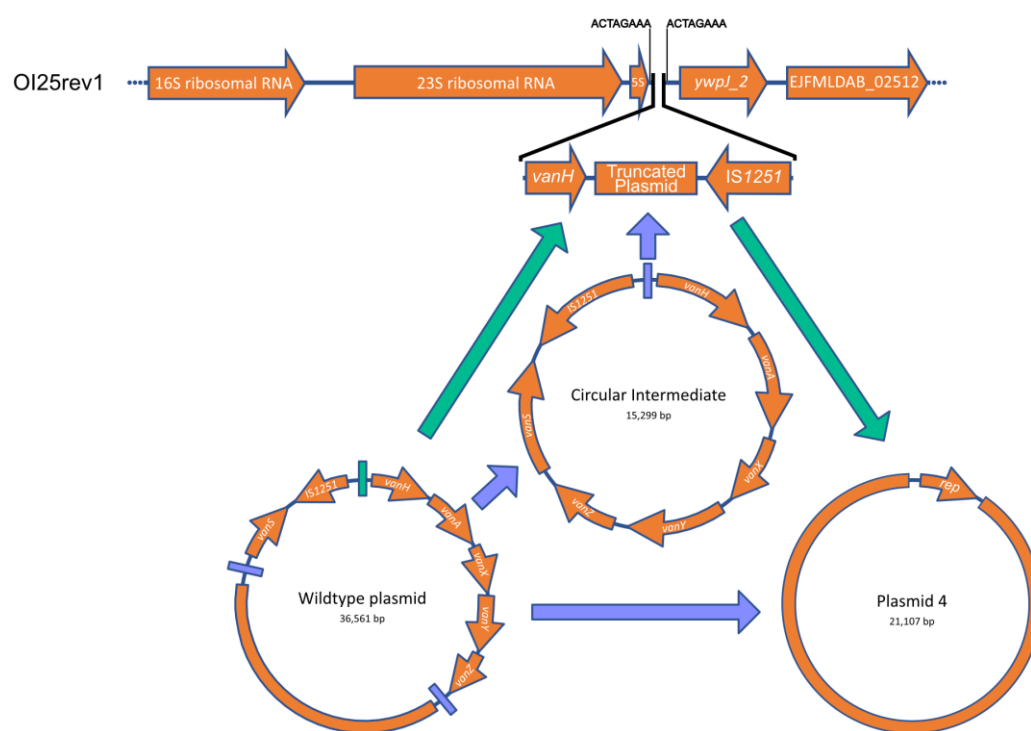 ACTAGAAA ACTAGAAA
OI25rev1
16S ribosomal RNA
23S ribosomal RNA
5S
ywpJ_2
EJFMLDAB_02512
vanH
Truncated
Plasmid
IS1251
IS1251
vanH
vanA
vanX
vanY
vanZ
vanS
Circular Intermediate
15,299 bp
IS1251
vanH
vanA
vanX
vanY
vanZ
vanS
Wildtype plasmid
36,561 bp
rep
Plasmid 4
21,107 bp